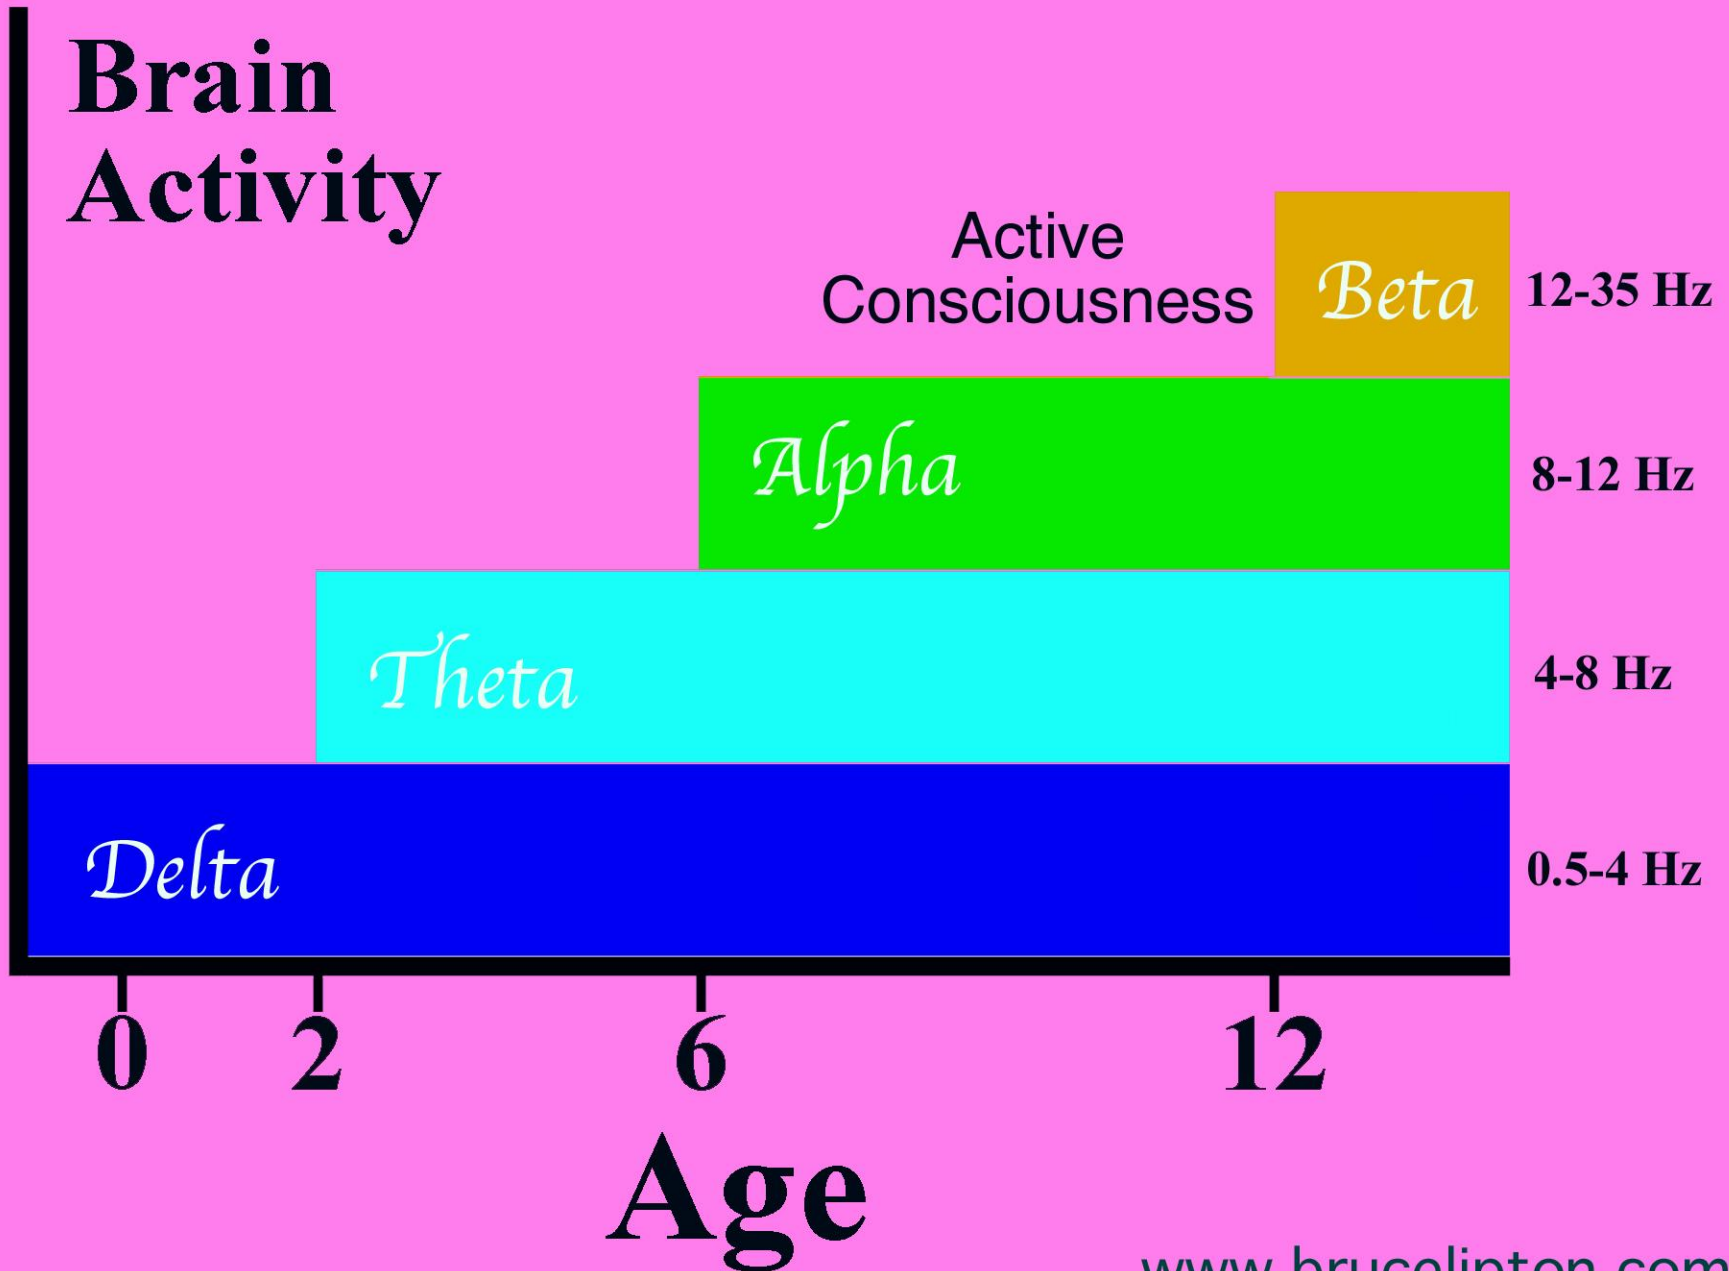 Brain
Activity
Active
Consciousness
Beta
12-35 Hz
Alpha
8-12 Hz
Theta
4-8 Hz
Delta
0.5-4 Hz
0 2 6 12
Age
www.brucelipton.com